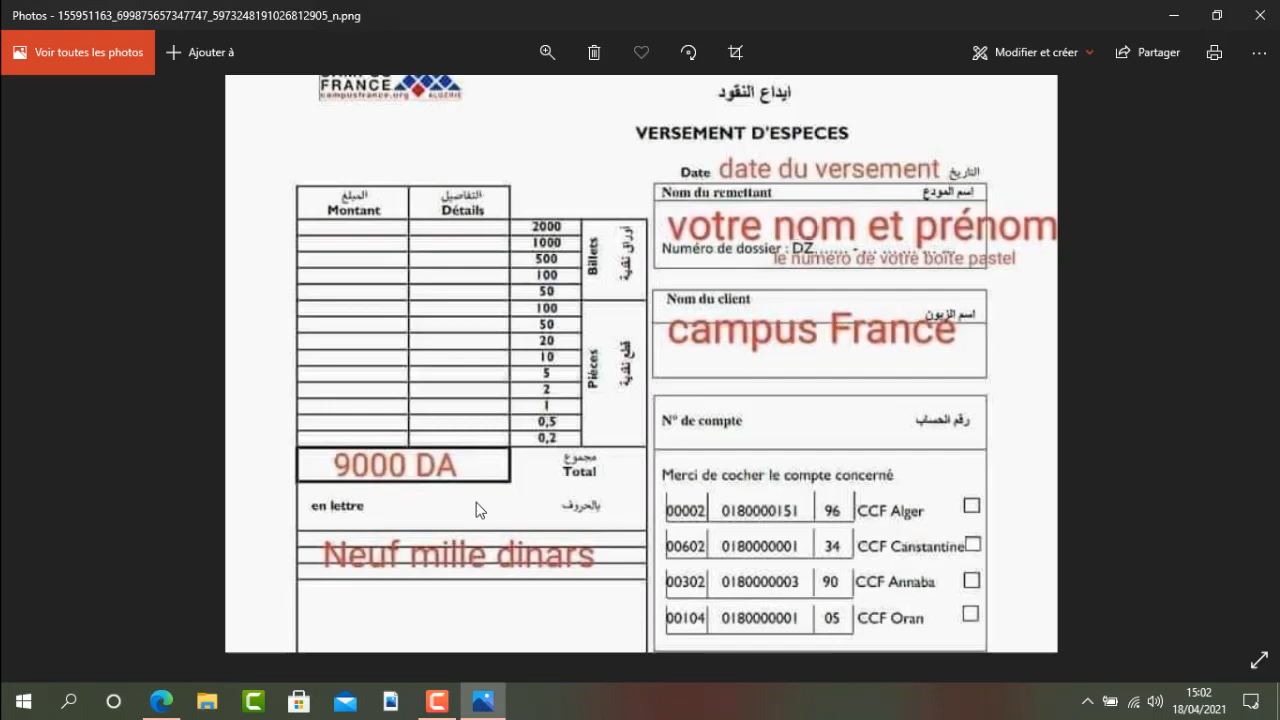 Photos - 155951163_699875657347747_5973248191026812905_n.png
Voir toutes les photos
Ajouter à
Modifier et créer
Partager
FRANCE
campusfrance.org ALGÉRIE
ايداع النقود
VERSEMENT D'ESPECES
Date date du versement التاريخ
المبلغ التفاصيل
Montant Détails
2000
1000
500
100
50
Billets أوراق نقدية
100
50
20
10
5
2
1
0,5
0,2
Pièces قطع نقدية
9000 DA مجموع
Total
en lettre بالحروف
Neuf mille dinars
Nom du remettant اسم المودع
votre nom et prénom
Numéro de dossier : DZ....... - ... ........ ... ...
le numéro de votre boîte pastel
Nom du client
اسم الزبون
campus France
N° de compte رقم الحساب
Merci de cocher le compte concerné
00002 0180000151 96 CCF Alger
00602 0180000001 34 CCF Canstantine
00302 0180000003 90 CCF Annaba
00104 0180000001 05 CCF Oran
15:02
18/04/2021